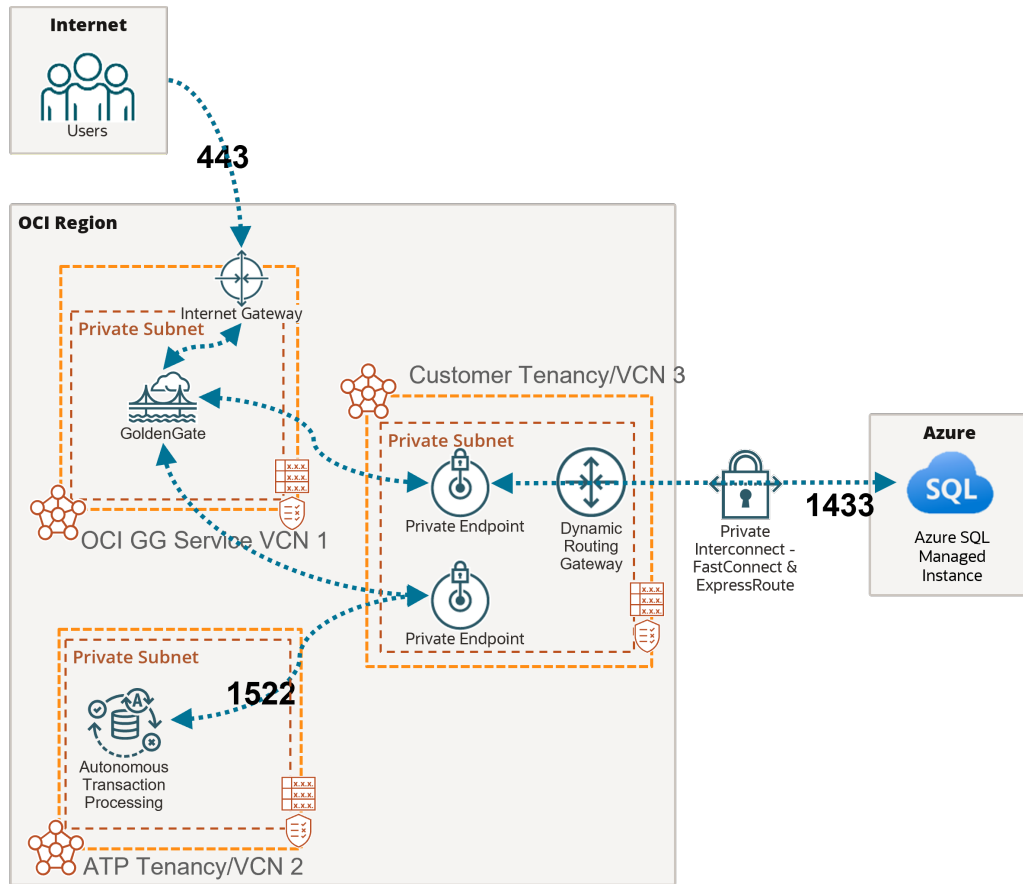 Internet
Users
443
OCI Region
Internet Gateway
Private Subnet
GoldenGate
OCI GG Service VCN 1
Customer Tenancy/VCN 3
Private Subnet
Private Endpoint
Dynamic
Routing
Gateway
Private Endpoint
Private
Interconnect -
FastConnect &
ExpressRoute
1433
Azure
SQL
Azure SQL
Managed
Instance
Private Subnet
1522
A
Autonomous
Transaction
Processing
ATP Tenancy/VCN 2
x.x.x.
x.x.x.
x.x.x.
x.x.x.
x.x.x.
x.x.x.
x.x.x.
x.x.x.
x.x.x.